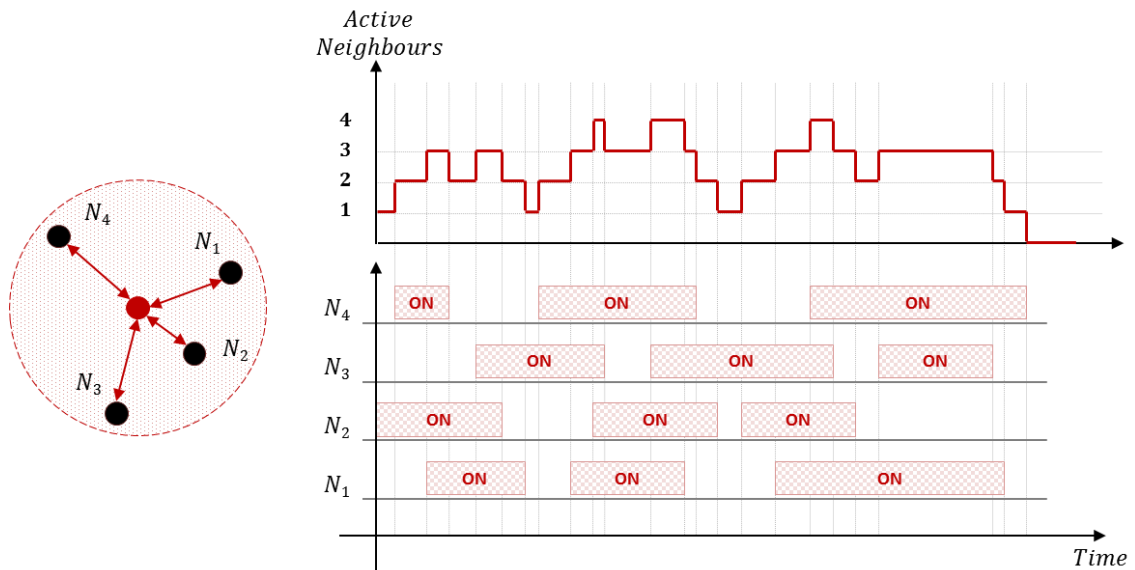 Active
Neighbours
4
3
2
1
N₄
N₁
N₂
N₃
N₄ ON ON ON
N₃ ON ON ON
N₂ ON ON ON
N₁ ON ON ON
Time